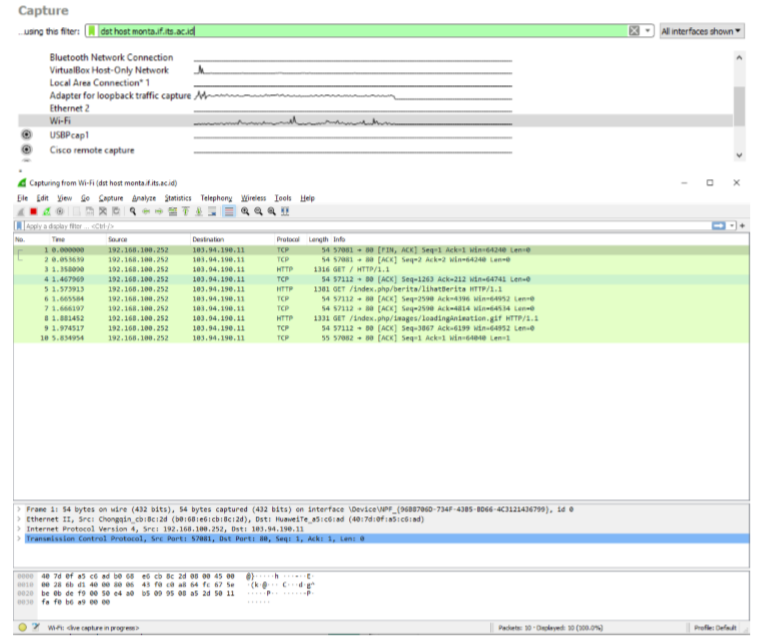 Capture
...using this filter: dst host monta.if.its.ac.id All interfaces shown
Bluetooth Network Connection
VirtualBox Host-Only Network
Local Area Connection* 1
Adapter for loopback traffic capture
Ethernet 2
Wi-Fi
USBPcap1
Cisco remote capture
Capturing from Wi-Fi (dst host monta.if.its.ac.id)
File Edit View Go Capture Analyze Statistics Telephony Wireless Tools Help
Apply a display filter ... <Ctrl-/>
No. Time Source Destination Protocol Length Info
1 0.000000 192.168.100.252 103.94.190.11 TCP 54 57081 → 80 [FIN, ACK] Seq=1 Ack=1 Win=64240 Len=0
2 0.053639 192.168.100.252 103.94.190.11 TCP 54 57081 → 80 [ACK] Seq=2 Ack=2 Win=64240 Len=0
3 1.358090 192.168.100.252 103.94.190.11 HTTP 1316 GET / HTTP/1.1
4 1.467969 192.168.100.252 103.94.190.11 TCP 54 57112 → 80 [ACK] Seq=1263 Ack=212 Win=64741 Len=0
5 1.573913 192.168.100.252 103.94.190.11 HTTP 1381 GET /index.php/berita/lihatBerita HTTP/1.1
6 1.665584 192.168.100.252 103.94.190.11 TCP 54 57112 → 80 [ACK] Seq=2590 Ack=4396 Win=64952 Len=0
7 1.666197 192.168.100.252 103.94.190.11 TCP 54 57112 → 80 [ACK] Seq=2590 Ack=4814 Win=64534 Len=0
8 1.881452 192.168.100.252 103.94.190.11 HTTP 1331 GET /index.php/images/loadingAnimation.gif HTTP/1.1
9 1.974517 192.168.100.252 103.94.190.11 TCP 54 57112 → 80 [ACK] Seq=3867 Ack=6199 Win=64952 Len=0
10 5.834954 192.168.100.252 103.94.190.11 TCP 55 57082 → 80 [ACK] Seq=1 Ack=1 Win=64040 Len=1
Frame 1: 54 bytes on wire (432 bits), 54 bytes captured (432 bits) on interface \Device\NPF_{96B8706D-734F-4385-8D66-4C3121436799}, id 0
Ethernet II, Src: Chongqin_cb:8c:2d (b0:68:e6:cb:8c:2d), Dst: HuaweiTe_a5:c6:ad (40:7d:0f:a5:c6:ad)
Internet Protocol Version 4, Src: 192.168.100.252, Dst: 103.94.190.11
Transmission Control Protocol, Src Port: 57081, Dst Port: 80, Seq: 1, Ack: 1, Len: 0
0000 40 7d 0f a5 c6 ad b0 68 e6 cb 8c 2d 08 00 45 00
0010 00 28 6b d1 40 00 80 06 43 f0 c0 a8 64 fc 67 5e
0020 be 0b de f9 00 50 e4 a0 b5 09 95 08 a5 2d 50 11
0030 fa f0 b6 a9 00 00
Wi-Fi: <live capture in progress> Packets: 10 · Displayed: 10 (100.0%) Profile: Default